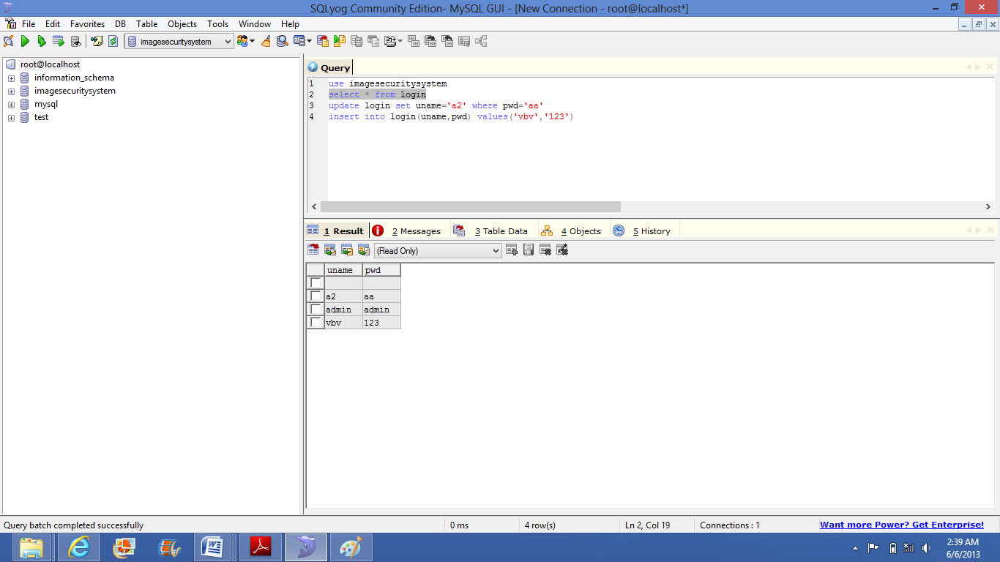 SQLyog Community Edition- MySQL GUI - [New Connection - root@localhost*]
File Edit Favorites DB Table Objects Tools Window Help
imagesecuritysystem
root@localhost
information_schema
imagesecuritysystem
mysql
test
Query
1 use imagesecuritysystem
2 select * from login
3 update login set uname='a2' where pwd='aa'
4 insert into login(uname,pwd) values('vbv','123')
1 Result 2 Messages 3 Table Data 4 Objects 5 History
(Read Only)
uname pwd
a2 aa
admin admin
vbv 123
Query batch completed successfully 0 ms 4 row(s) Ln 2, Col 19 Connections : 1 Want more Power? Get Enterprise!
2:39 AM
6/6/2013